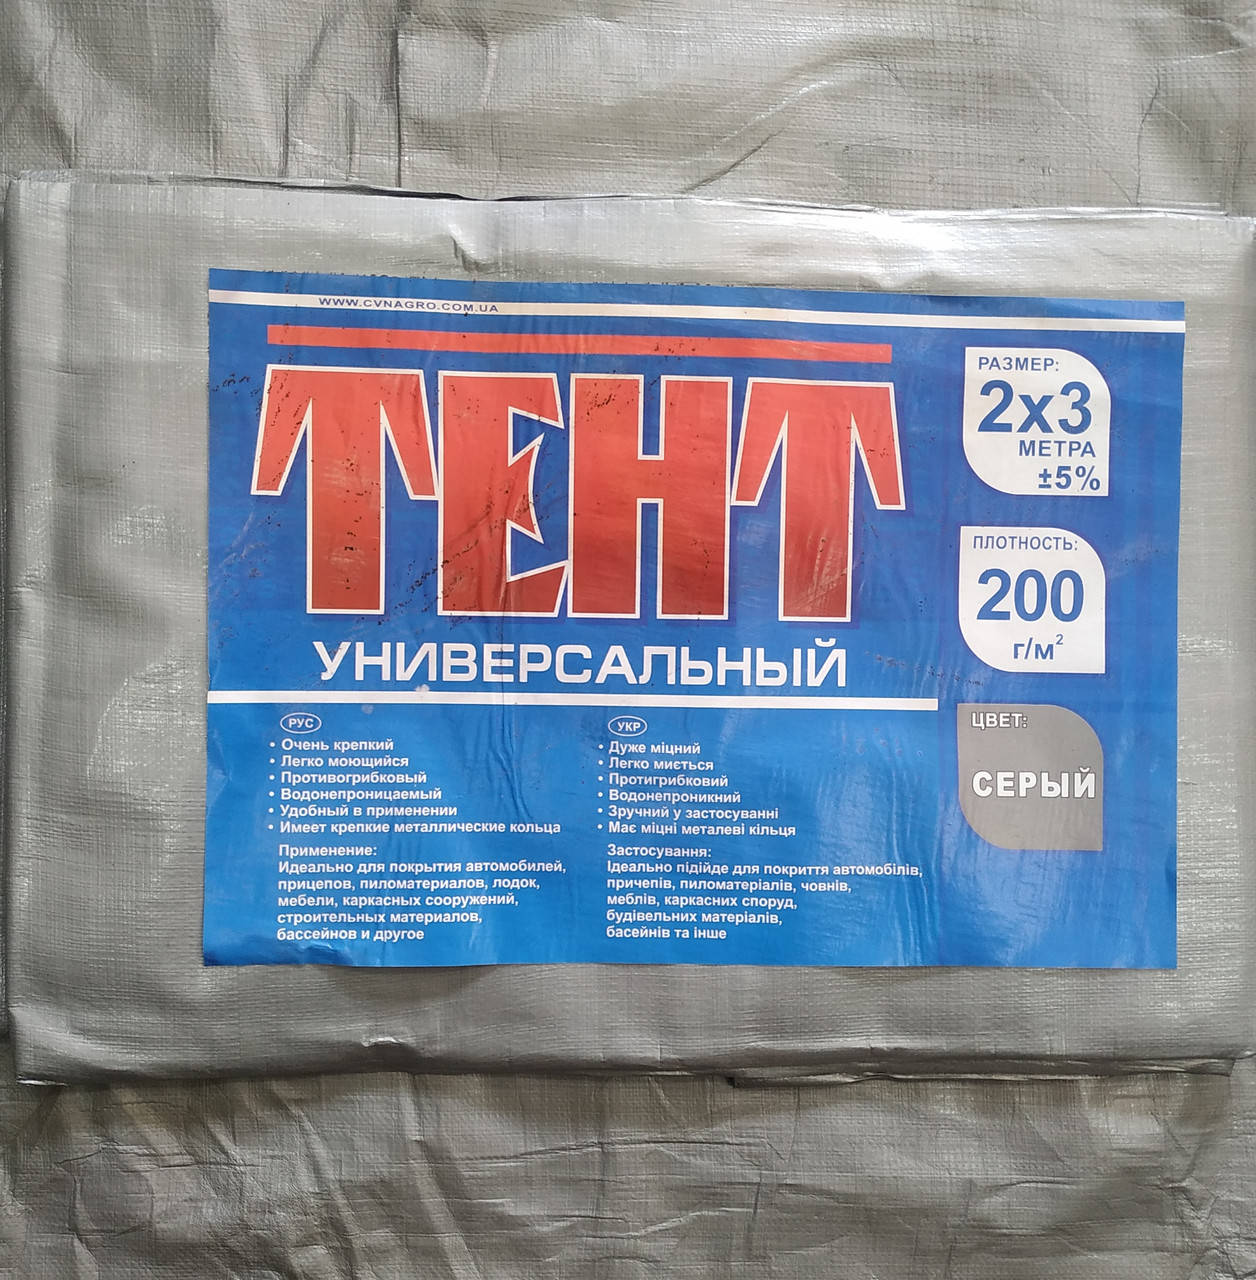 WWW.CVNAGRO.COM.UA
ТЕНТ
УНИВЕРСАЛЬНЫЙ
РАЗМЕР:
2х3
МЕТРА
±5%
ПЛОТНОСТЬ:
200
г/м²
ЦВЕТ:
СЕРЫЙ
РУС
• Очень крепкий
• Легко моющийся
• Противогрибковый
• Водонепроницаемый
• Удобный в применении
• Имеет крепкие металлические кольца
Применение:
Идеально для покрытия автомобилей,
прицепов, пиломатериалов, лодок,
мебели, каркасных сооружений,
строительных материалов,
бассейнов и другое
УКР
• Дуже міцний
• Легко миється
• Протигрибковий
• Водонепроникний
• Зручний у застосуванні
• Має міцні металеві кільця
Застосування:
Ідеально підійде для покриття автомобілів,
причепів, пиломатеріалів, човнів,
меблів, каркасних споруд,
будівельних матеріалів,
басейнів та інше